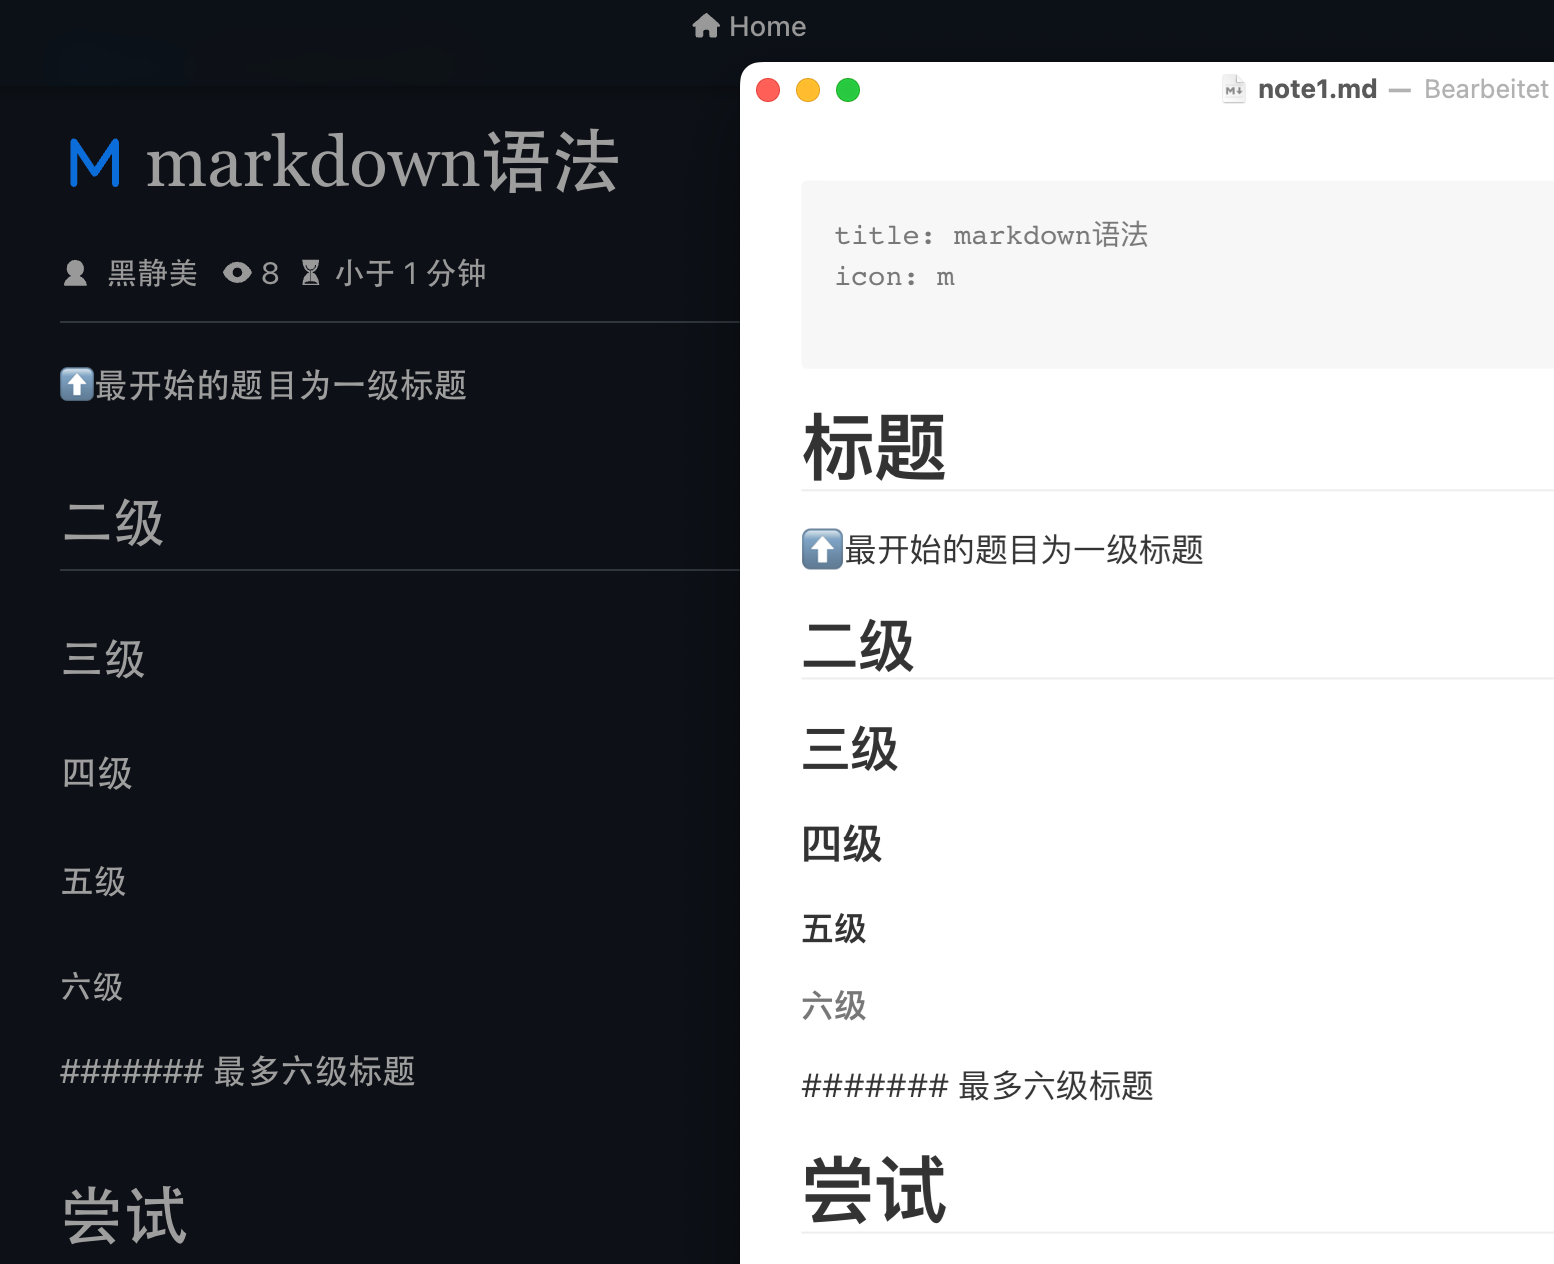 Home
markdown语法
黑静美 8 小于 1 分钟
⬆️最开始的题目为一级标题
二级
三级
四级
五级
六级
####### 最多六级标题
尝试
note1.md — Bearbeitet
title: markdown语法
icon: m
标题
⬆️最开始的题目为一级标题
二级
三级
四级
五级
六级
####### 最多六级标题
尝试